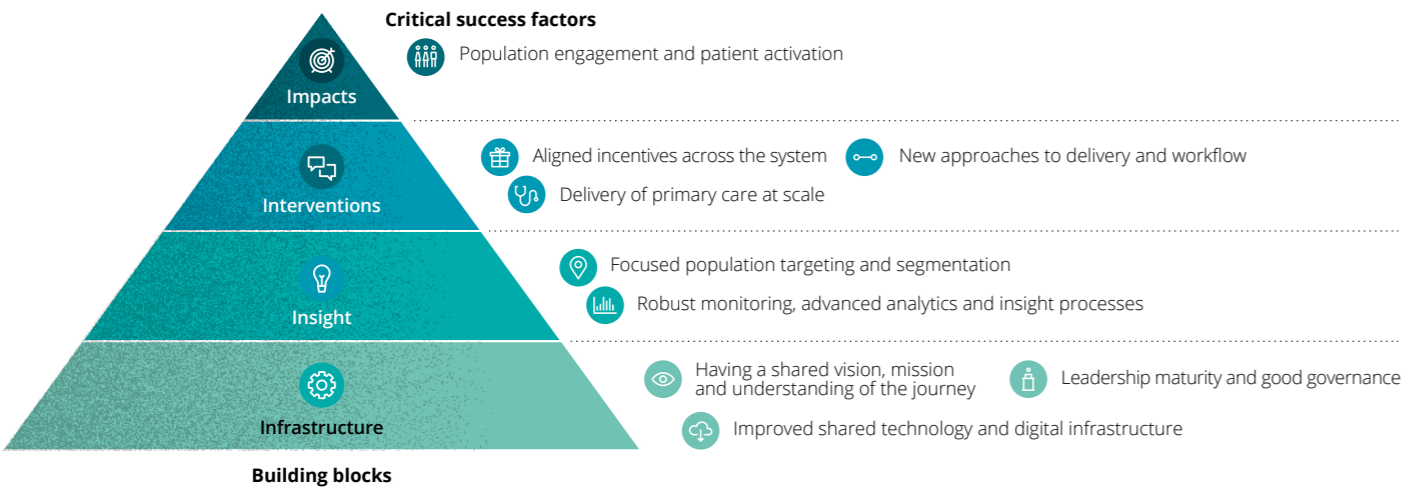 Critical success factors
Population engagement and patient activation
Impacts
Aligned incentives across the system
New approaches to delivery and workflow
Delivery of primary care at scale
Interventions
Focused population targeting and segmentation
Robust monitoring, advanced analytics and insight processes
Insight
Having a shared vision, mission
and understanding of the journey
Leadership maturity and good governance
Improved shared technology and digital infrastructure
Infrastructure
Building blocks